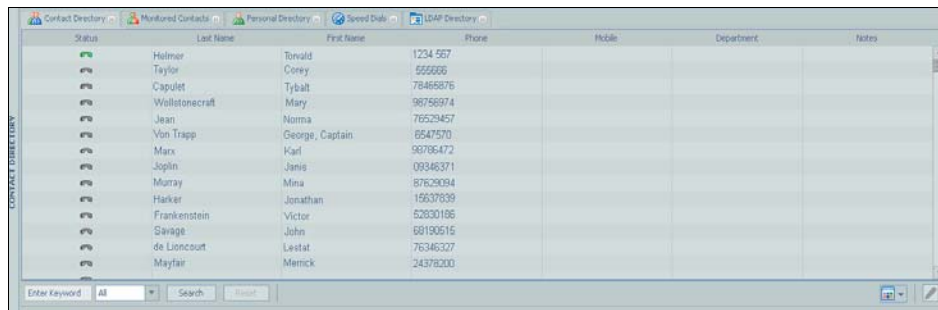 Contact Directory Monitored Contacts Personal Directory Speed Dials LDAP Directory
Status Last Name First Name Phone Mobile Department Notes
Helmer Torvald 1234 567
Taylor Corey 555666
Capulet Tybalt 78465876
Wollstonecraft Mary 98756974
Jean Norma 76529457
Von Trapp George, Captain 6547570
Marx Karl 98786472
Joplin Janis 09346371
Murray Mina 87629094
Harker Jonathan 15637839
Frankenstein Victor 52830186
Savage John 68190515
de Lioncourt Lestat 76346327
Mayfair Merrick 24378200
CONTACT DIRECTORY
Enter Keyword All Search Reset